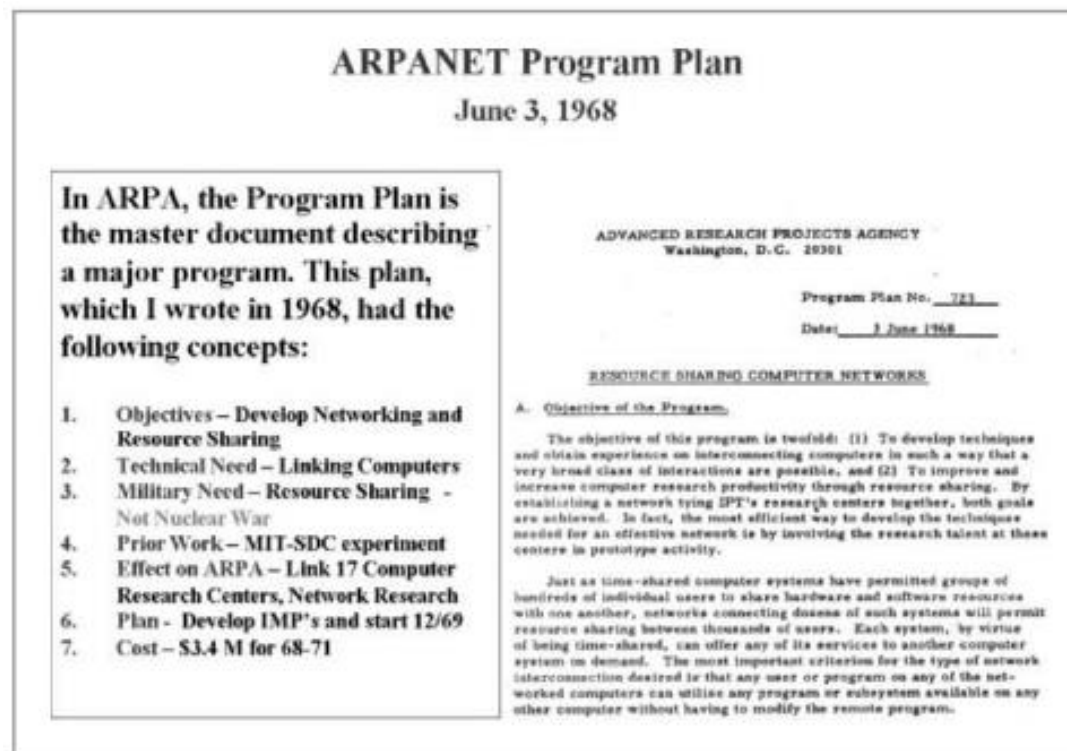 ARPANET Program Plan
June 3, 1968
In ARPA, the Program Plan is
the master document describing
a major program. This plan,
which I wrote in 1968, had the
following concepts:
1. Objectives – Develop Networking and
Resource Sharing
2. Technical Need – Linking Computers
3. Military Need – Resource Sharing -
Not Nuclear War
4. Prior Work – MIT-SDC experiment
5. Effect on ARPA – Link 17 Computer
Research Centers, Network Research
6. Plan - Develop IMP's and start 12/69
7. Cost – $3.4 M for 68-71
ADVANCED RESEARCH PROJECTS AGENCY
Washington, D.C. 20301
Program Plan No. 723
Date: 3 June 1968
RESOURCE SHARING COMPUTER NETWORKS
A. Objective of the Program.
The objective of this program is twofold: (1) To develop techniques
and obtain experience on interconnecting computers in such a way that a
very broad class of interactions are possible, and (2) To improve and
increase computer research productivity through resource sharing. By
establishing a network tying IPT's research centers together, both goals
are achieved. In fact, the most efficient way to develop the techniques
needed for an effective network is by involving the research talent at these
centers in prototype activity.
Just as time-shared computer systems have permitted groups of
hundreds of individual users to share hardware and software resources
with one another, networks connecting dozens of such systems will permit
resource sharing between thousands of users. Each system, by virtue
of being time-shared, can offer any of its services to another computer
system on demand. The most important criterion for the type of network
interconnection desired is that any user or program on any of the net-
worked computers can utilize any program or subsystem available on any
other computer without having to modify the remote program.